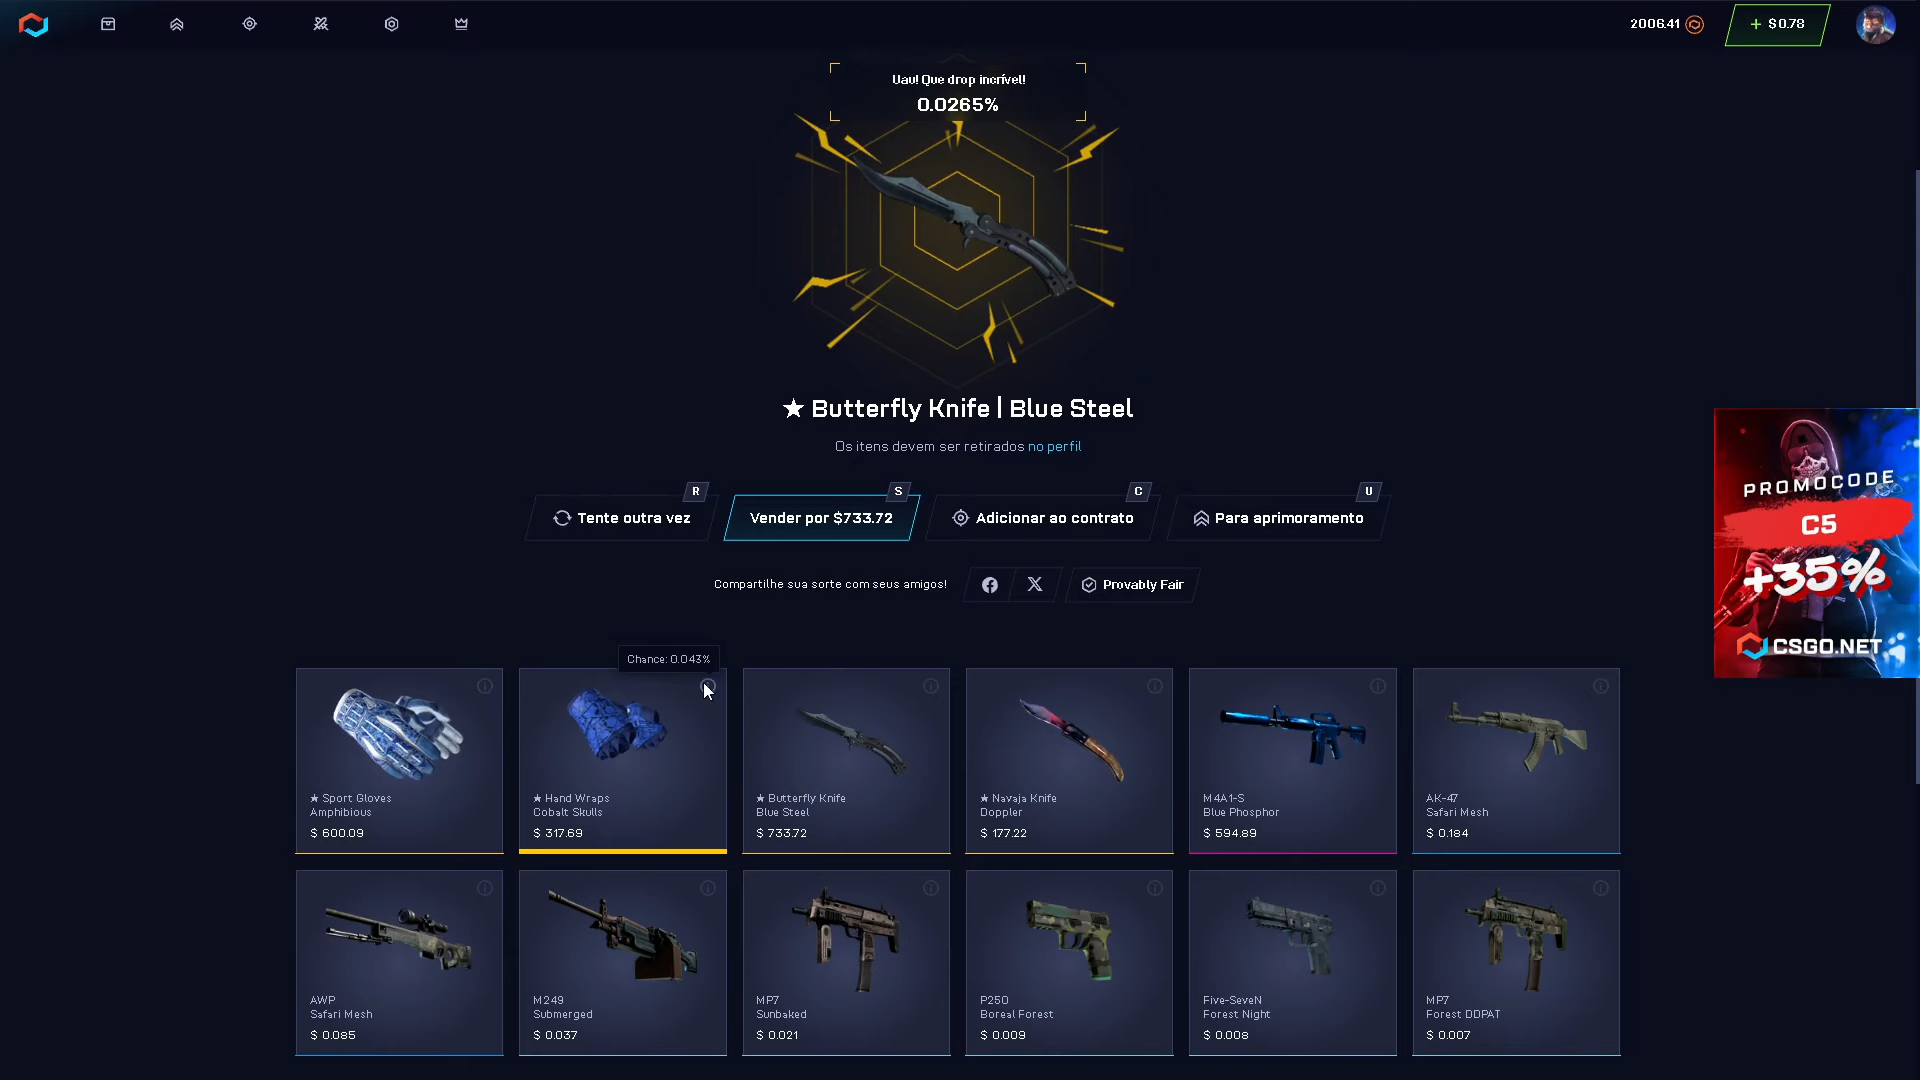 2006.41
+ $ 0.78
Uau! Que drop incrível!
0.0265%
★ Butterfly Knife | Blue Steel
Os itens devem ser retirados no perfil
R
S
C
U
Tente outra vez
Vender por $733.72
Adicionar ao contrato
Para aprimoramento
Compartilhe sua sorte com seus amigos!
Provably Fair
PROMOCODE
C5
+35%
CSGO.NET
Chance: 0.043%
★ Sport Gloves
Amphibious
$ 600.09
★ Hand Wraps
Cobalt Skulls
$ 317.69
★ Butterfly Knife
Blue Steel
$ 733.72
★ Navaja Knife
Doppler
$ 177.22
M4A1-S
Blue Phosphor
$ 594.89
AK-47
Safari Mesh
$ 0.184
AWP
Safari Mesh
$ 0.085
M249
Submerged
$ 0.037
MP7
Sunbaked
$ 0.021
P250
Boreal Forest
$ 0.009
Five-SeveN
Forest Night
$ 0.008
MP7
Forest DDPAT
$ 0.007